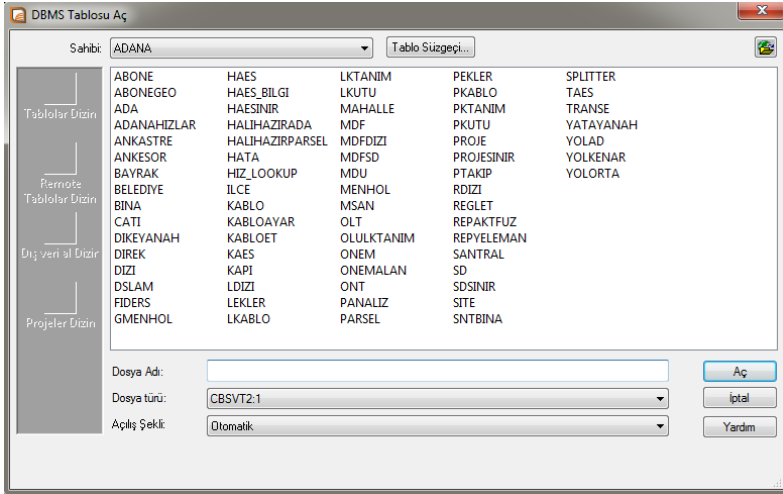 DBMS Tablosu Aç
Sahibi: ADANA Tablo Süzgeçi...
Tablolar Dizin
Remote
Tablolar Dizin
Dış veri al Dizin
Projeler Dizin
ABONE HAES LKTANIM PEKLER SPLITTER
ABONEGEO HAES_BILGI LKUTU PKABLO TAES
ADA HAESINIR MAHALLE PKTANIM TRANSE
ADANAHIZLAR HALIHAZIRADA MDF PKUTU YATAYANAH
ANKASTRE HALIHAZIRPARSEL MDFDIZI PROJE YOLAD
ANKESOR HATA MDFSD PROJESINIR YOLKENAR
BAYRAK HIZ_LOOKUP MDU PTAKIP YOLORTA
BELEDIYE ILCE MENHOL RDIZI
BINA KABLO MSAN REGLET
CATI KABLOAYAR OLT REPAKTFUZ
DIKEYANAH KABLOET OLULKTANIM REPYELEMAN
DIREK KAES ONEM SANTRAL
DIZI KAPI ONEMALAN SD
DSLAM LDIZI ONT SDSINIR
FIDERS LEKLER PANALIZ SITE
GMENHOL LKABLO PARSEL SNTBINA
Dosya Adı: Aç
Dosya türü: CBSVT2:1 İptal
Açılış Şekli: Otomatik Yardım